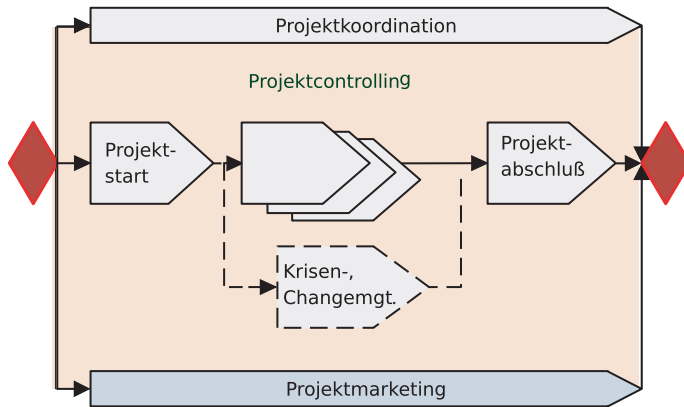 Projektkoordination
Projektcontrolling
Projekt-
start
Projekt-
abschluß
Krisen-,
Changemgt.
Projektmarketing